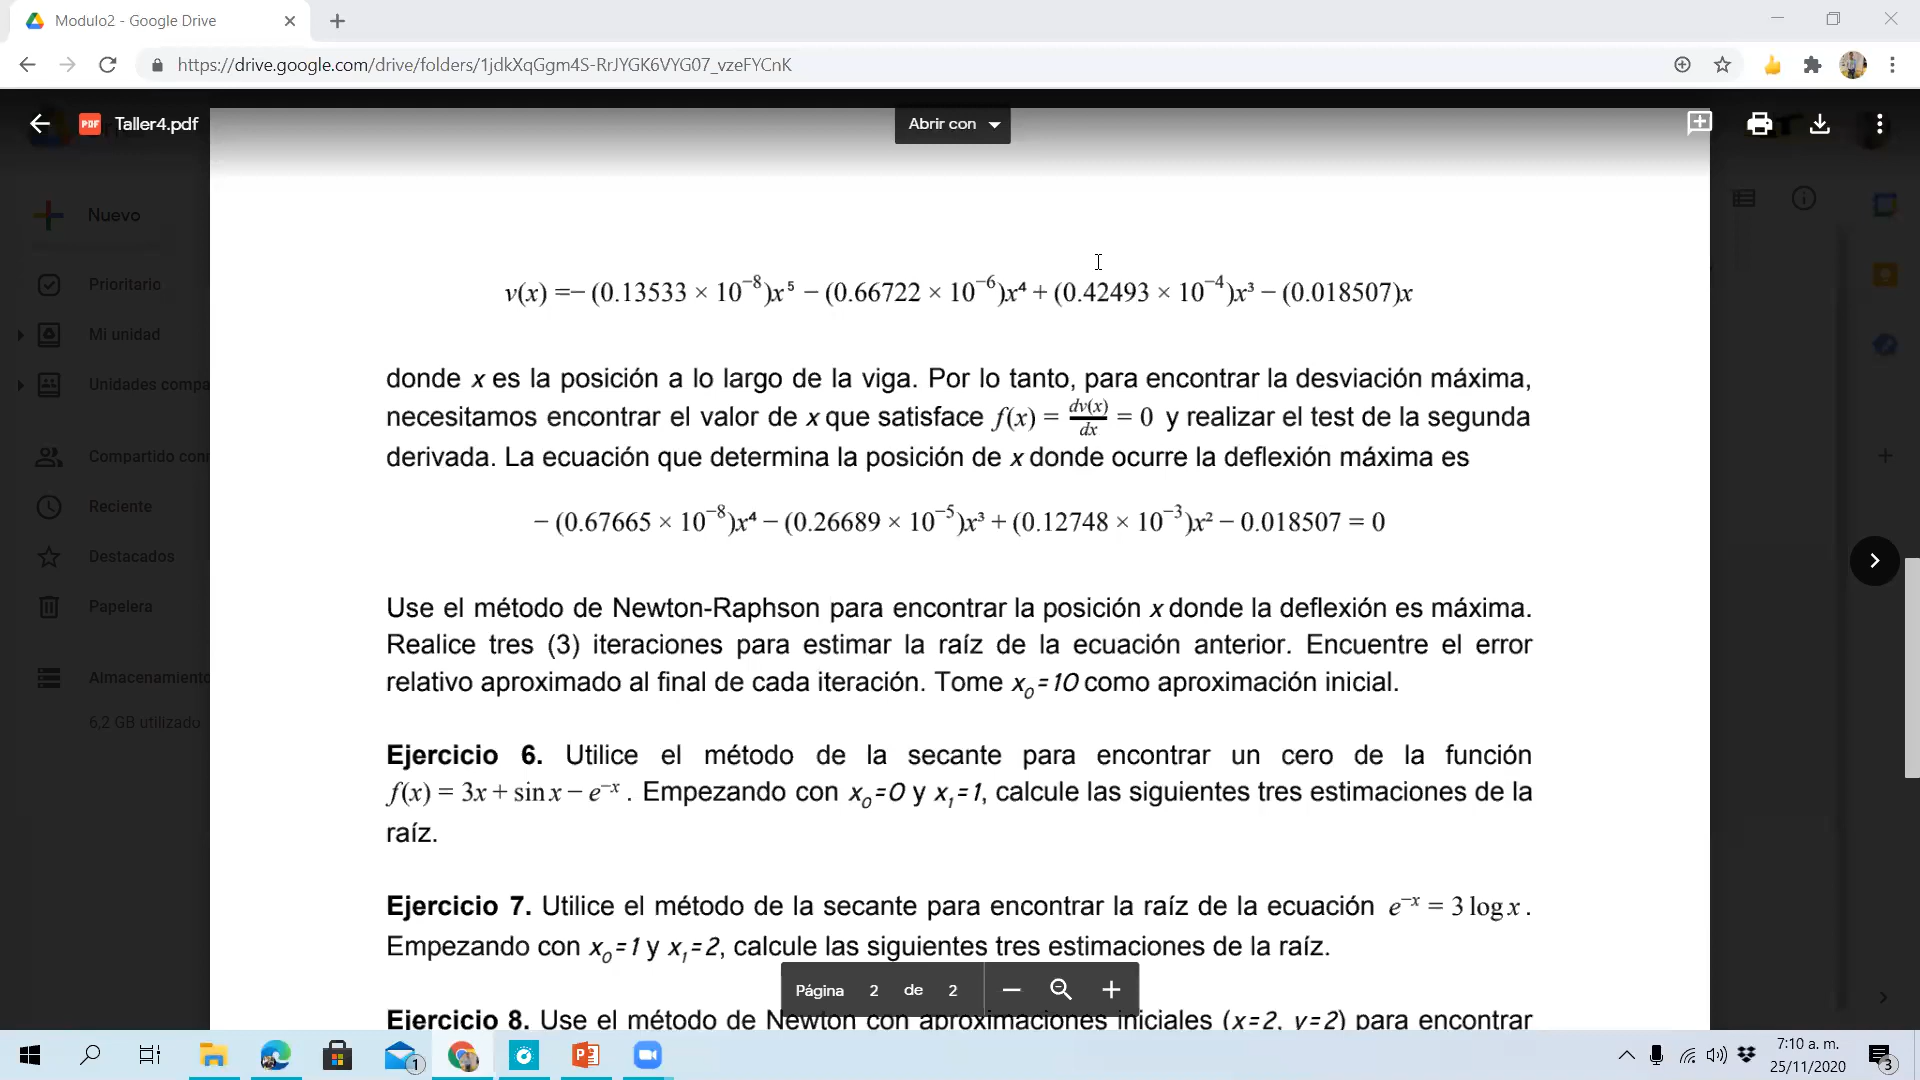 Modulo2 - Google Drive
https://drive.google.com/drive/folders/1jdkXqGgm4S-RrJYGK6VYG07_vzeFYCnK
PDF Taller4.pdf
Abrir con
Nuevo
Prioritario
Mi unidad
Unidades compa
Compartido con
Reciente
Destacados
Papelera
Almacenamiento
6,2 GB utilizado
v(x) =− (0.13533 × 10⁻⁸)x⁵ − (0.66722 × 10⁻⁶)x⁴ + (0.42493 × 10⁻⁴)x³ − (0.018507)x
donde x es la posición a lo largo de la viga. Por lo tanto, para encontrar la desviación máxima,
necesitamos encontrar el valor de x que satisface f(x) = dv(x)/dx = 0 y realizar el test de la segunda
derivada. La ecuación que determina la posición de x donde ocurre la deflexión máxima es
− (0.67665 × 10⁻⁸)x⁴ − (0.26689 × 10⁻⁵)x³ + (0.12748 × 10⁻³)x² − 0.018507 = 0
Use el método de Newton-Raphson para encontrar la posición x donde la deflexión es máxima.
Realice tres (3) iteraciones para estimar la raíz de la ecuación anterior. Encuentre el error
relativo aproximado al final de cada iteración. Tome x₀=10 como aproximación inicial.
Ejercicio 6. Utilice el método de la secante para encontrar un cero de la función
f(x) = 3x + sin x − e⁻ˣ . Empezando con x₀=0 y x₁=1, calcule las siguientes tres estimaciones de la
raíz.
Ejercicio 7. Utilice el método de la secante para encontrar la raíz de la ecuación e⁻ˣ = 3 log x .
Empezando con x₀=1 y x₁=2, calcule las siguientes tres estimaciones de la raíz.
Página 2 de 2
Ejercicio 8. Use el método de Newton con aproximaciones iniciales (x=2, y=2) para encontrar
1
7:10 a. m.
25/11/2020
3